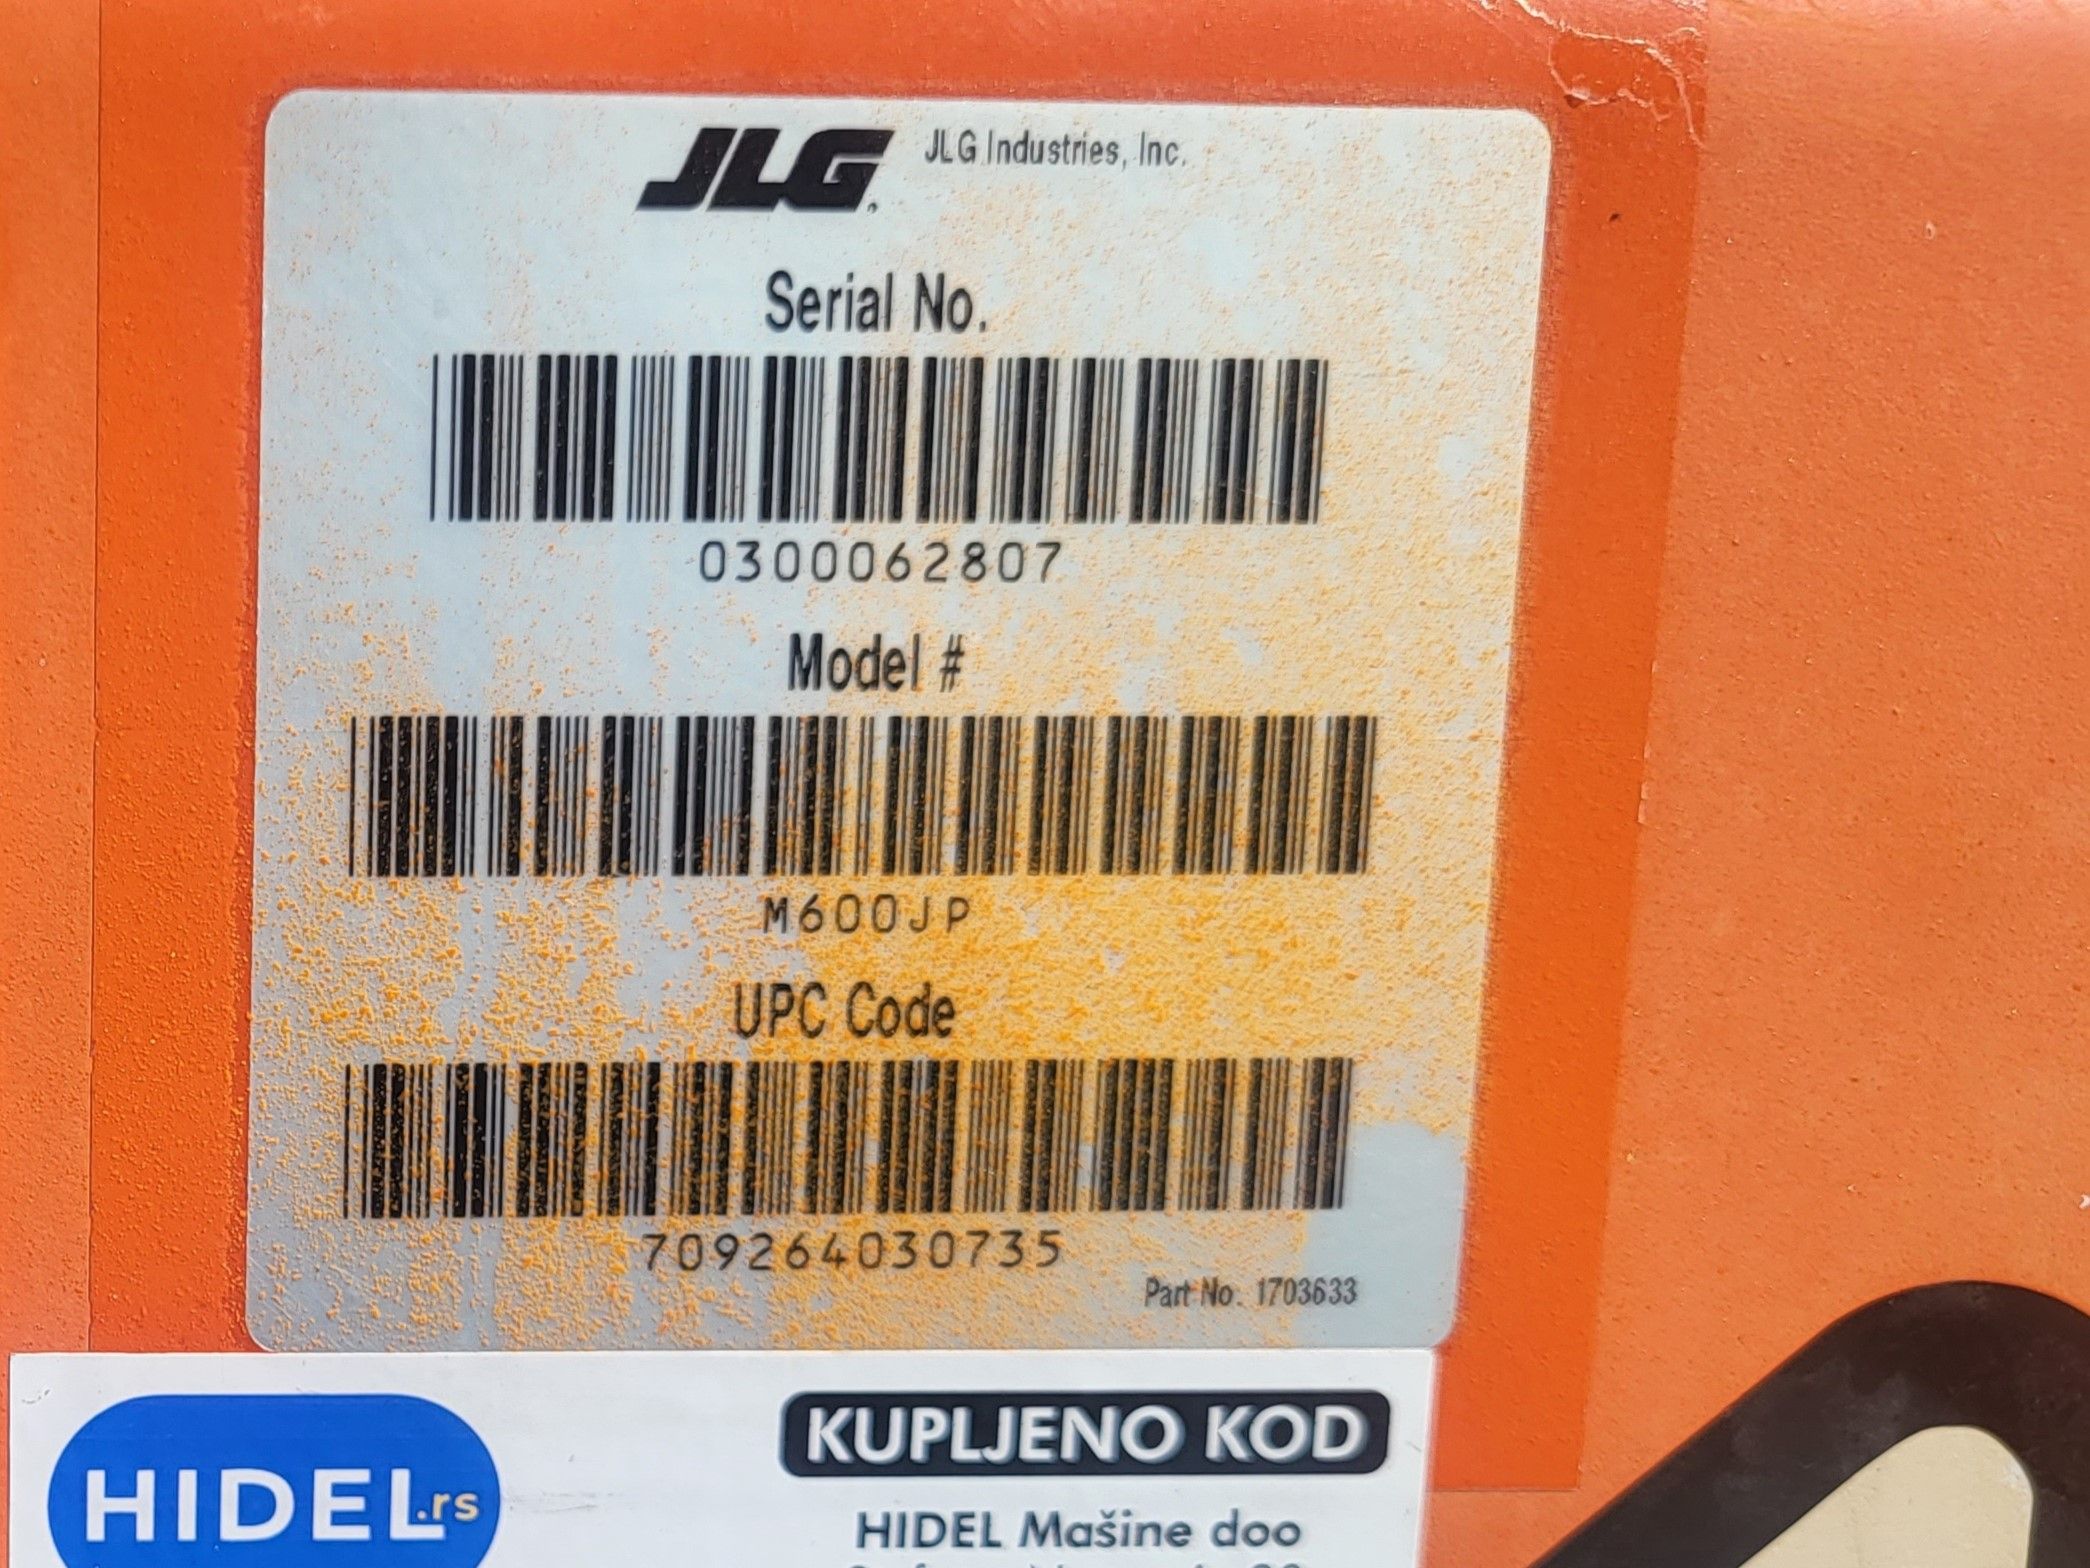 JLG JLG Industries, Inc.
Serial No.
0300062807
Model #
M600JP
UPC Code
709264030735
Part No. 1703633
HIDEL.rs
KUPLJENO KOD
HIDEL Mašine doo